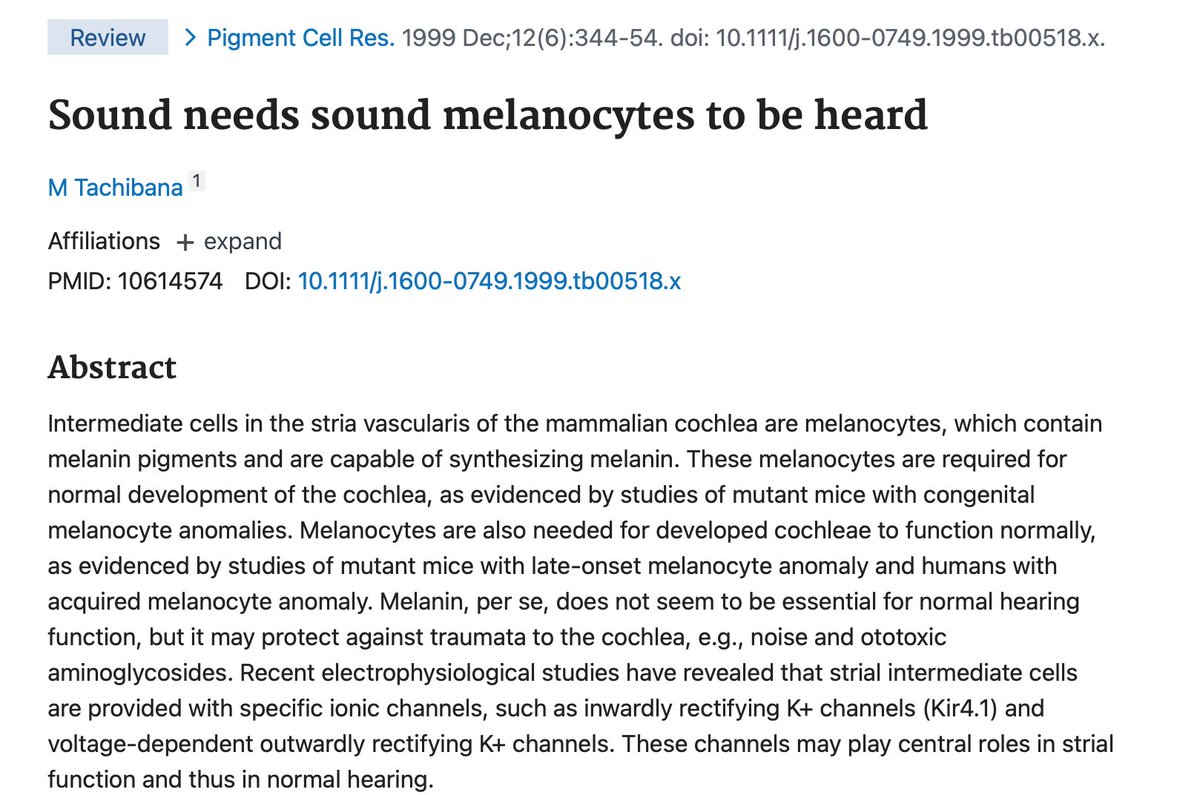 Review > Pigment Cell Res. 1999 Dec;12(6):344-54. doi: 10.1111/j.1600-0749.1999.tb00518.x.
Sound needs sound melanocytes to be heard
M Tachibana 1
Affiliations + expand
PMID: 10614574 DOI: 10.1111/j.1600-0749.1999.tb00518.x
Abstract
Intermediate cells in the stria vascularis of the mammalian cochlea are melanocytes, which contain
melanin pigments and are capable of synthesizing melanin. These melanocytes are required for
normal development of the cochlea, as evidenced by studies of mutant mice with congenital
melanocyte anomalies. Melanocytes are also needed for developed cochleae to function normally,
as evidenced by studies of mutant mice with late-onset melanocyte anomaly and humans with
acquired melanocyte anomaly. Melanin, per se, does not seem to be essential for normal hearing
function, but it may protect against traumata to the cochlea, e.g., noise and ototoxic
aminoglycosides. Recent electrophysiological studies have revealed that strial intermediate cells
are provided with specific ionic channels, such as inwardly rectifying K+ channels (Kir4.1) and
voltage-dependent outwardly rectifying K+ channels. These channels may play central roles in strial
function and thus in normal hearing.